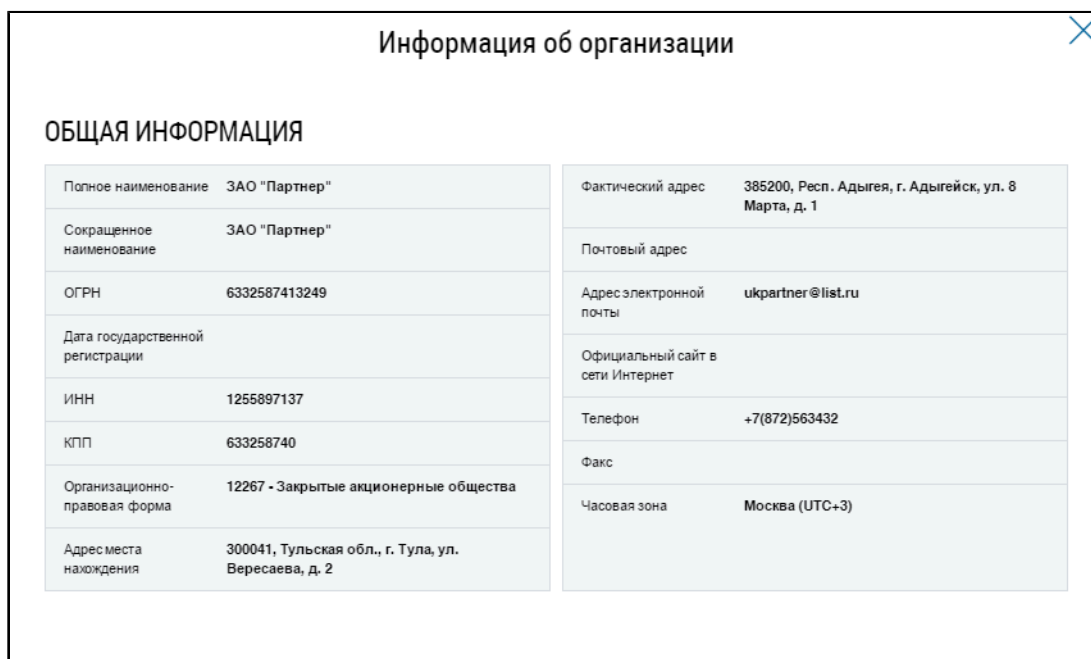 Информация об организации
ОБЩАЯ ИНФОРМАЦИЯ
Полное наименование ЗАО "Партнер"
Сокращенное ЗАО "Партнер"
наименование
ОГРН 6332587413249
Дата государственной
регистрации
ИНН 1255897137
КПП 633258740
Организационно- 12267 - Закрытые акционерные общества
правовая форма
Адрес места 300041, Тульская обл., г. Тула, ул.
нахождения Вересаева, д. 2
Фактический адрес 385200, Респ. Адыгея, г. Адыгейск, ул. 8
Марта, д. 1
Почтовый адрес
Адрес электронной ukpartner@list.ru
почты
Официальный сайт в
сети Интернет
Телефон +7(872)563432
Факс
Часовая зона Москва (UTC+3)